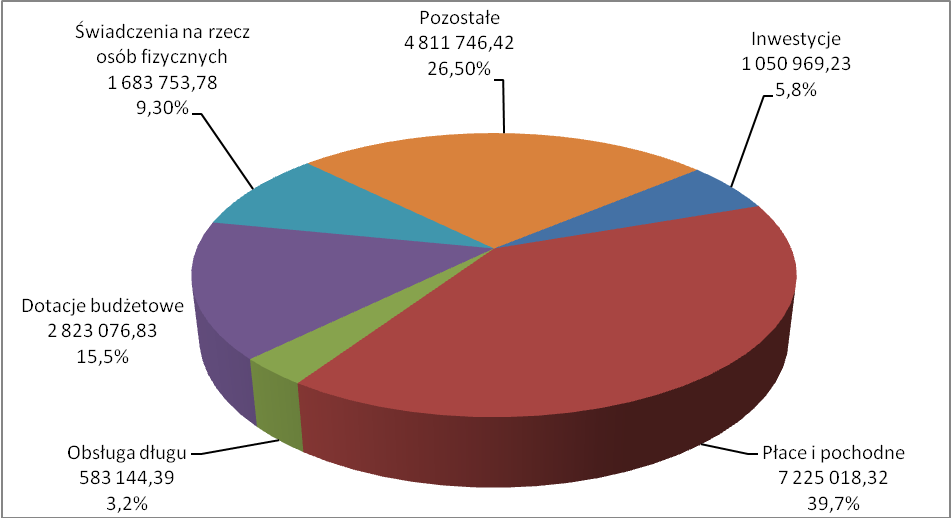 Świadczenia na rzecz
osób fizycznych
1 683 753,78
9,30%
Pozostałe
4 811 746,42
26,50%
Inwestycje
1 050 969,23
5,8%
Dotacje budżetowe
2 823 076,83
15,5%
Obsługa długu
583 144,39
3,2%
Płace i pochodne
7 225 018,32
39,7%